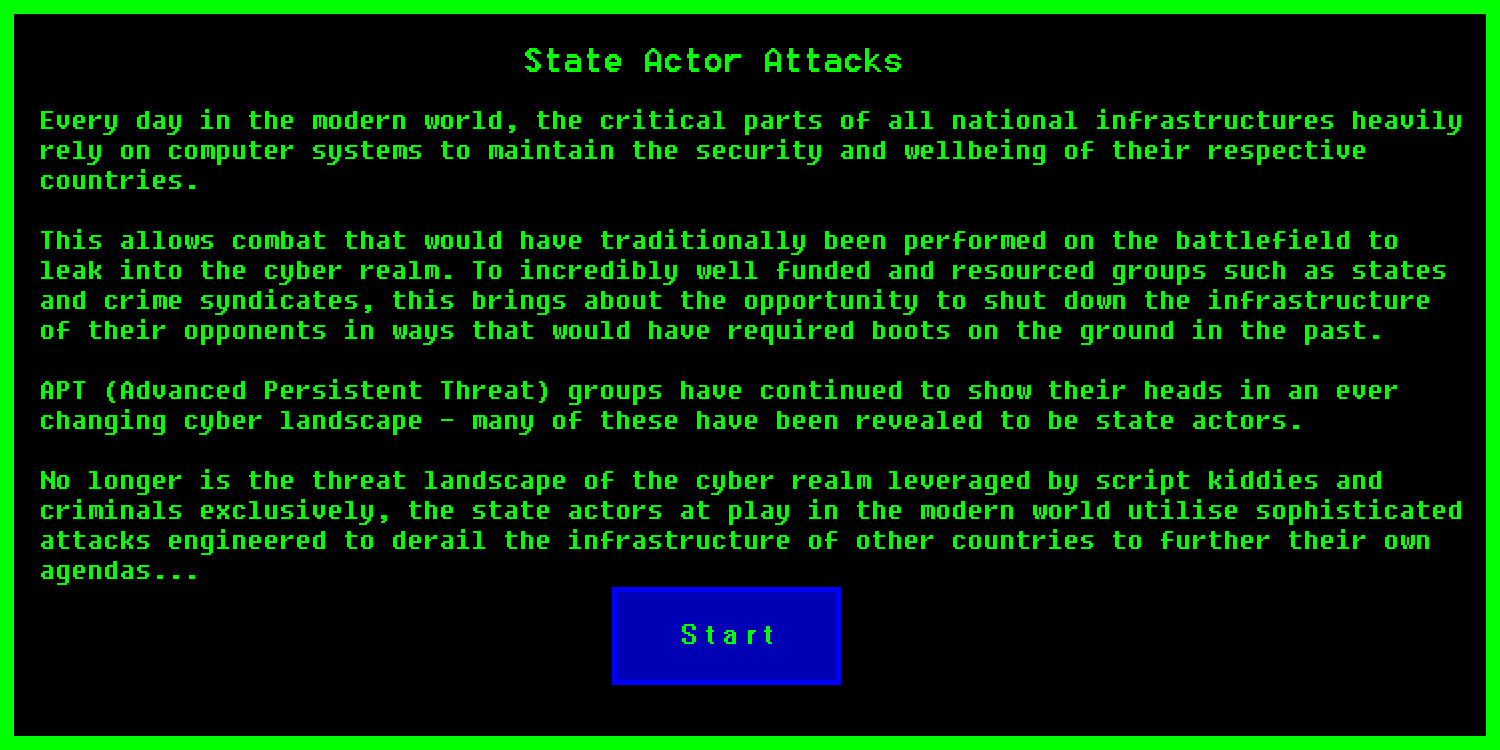 State Actor Attacks
Every day in the modern world, the critical parts of all national infrastructures heavily
rely on computer systems to maintain the security and wellbeing of their respective
countries.
This allows combat that would have traditionally been performed on the battlefield to
leak into the cyber realm. To incredibly well funded and resourced groups such as states
and crime syndicates, this brings about the opportunity to shut down the infrastructure
of their opponents in ways that would have required boots on the ground in the past.
APT (Advanced Persistent Threat) groups have continued to show their heads in an ever
changing cyber landscape - many of these have been revealed to be state actors.
No longer is the threat landscape of the cyber realm leveraged by script kiddies and
criminals exclusively, the state actors at play in the modern world utilise sophisticated
attacks engineered to derail the infrastructure of other countries to further their own
agendas...
Start